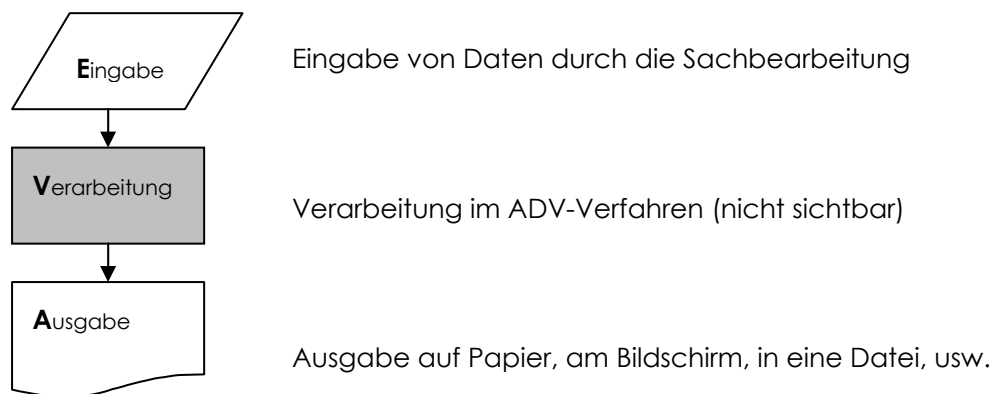 Eingabe
Eingabe von Daten durch die Sachbearbeitung
Verarbeitung
Verarbeitung im ADV-Verfahren (nicht sichtbar)
Ausgabe
Ausgabe auf Papier, am Bildschirm, in eine Datei, usw.